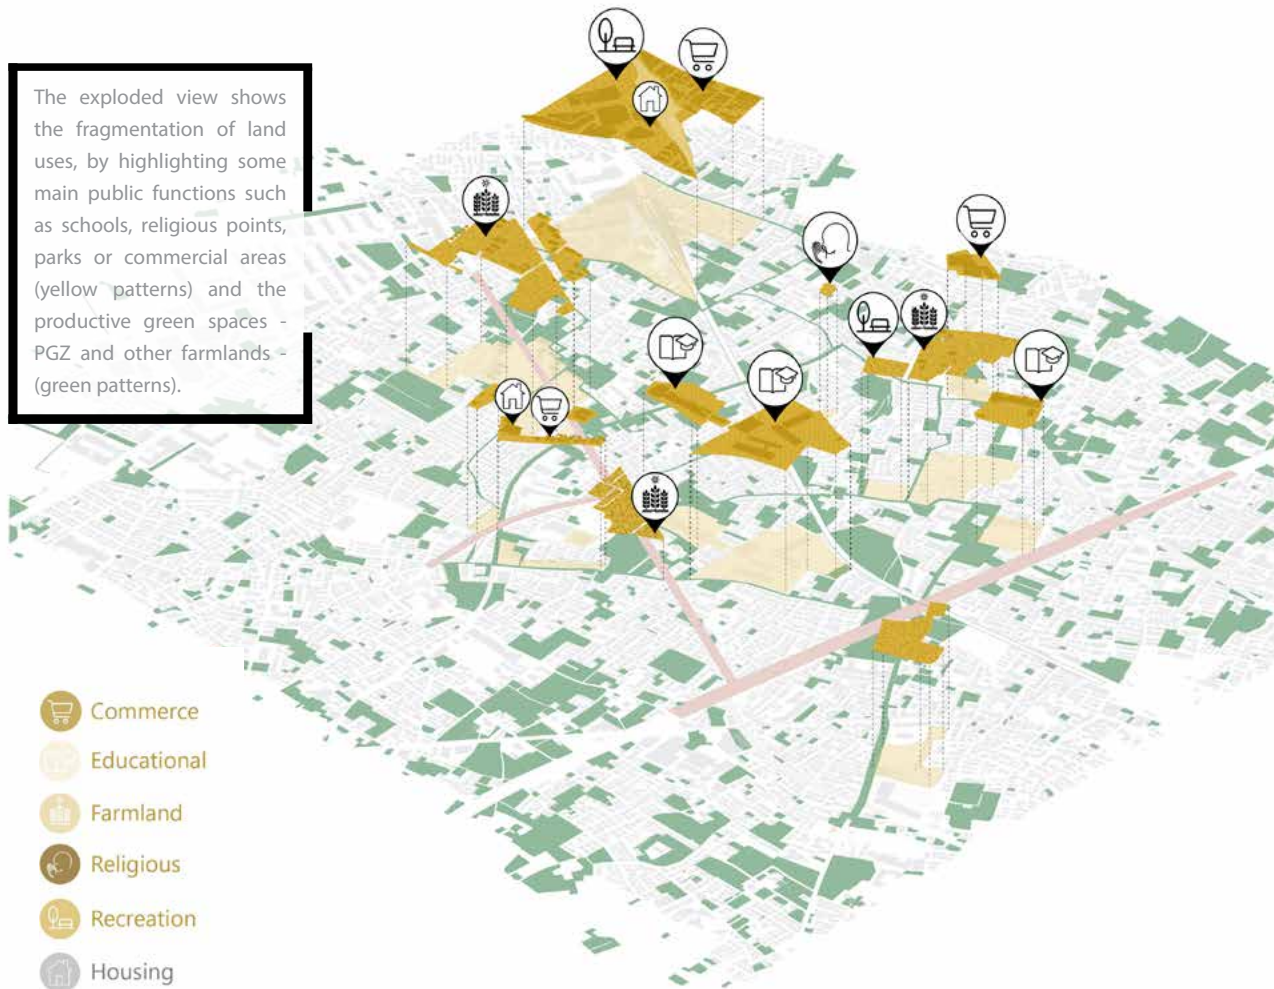 The exploded view shows
the fragmentation of land
uses, by highlighting some
main public functions such
as schools, religious points,
parks or commercial areas
(yellow patterns) and the
productive green spaces -
PGZ and other farmlands -
(green patterns).
Commerce
Educational
Farmland
Religious
Recreation
Housing